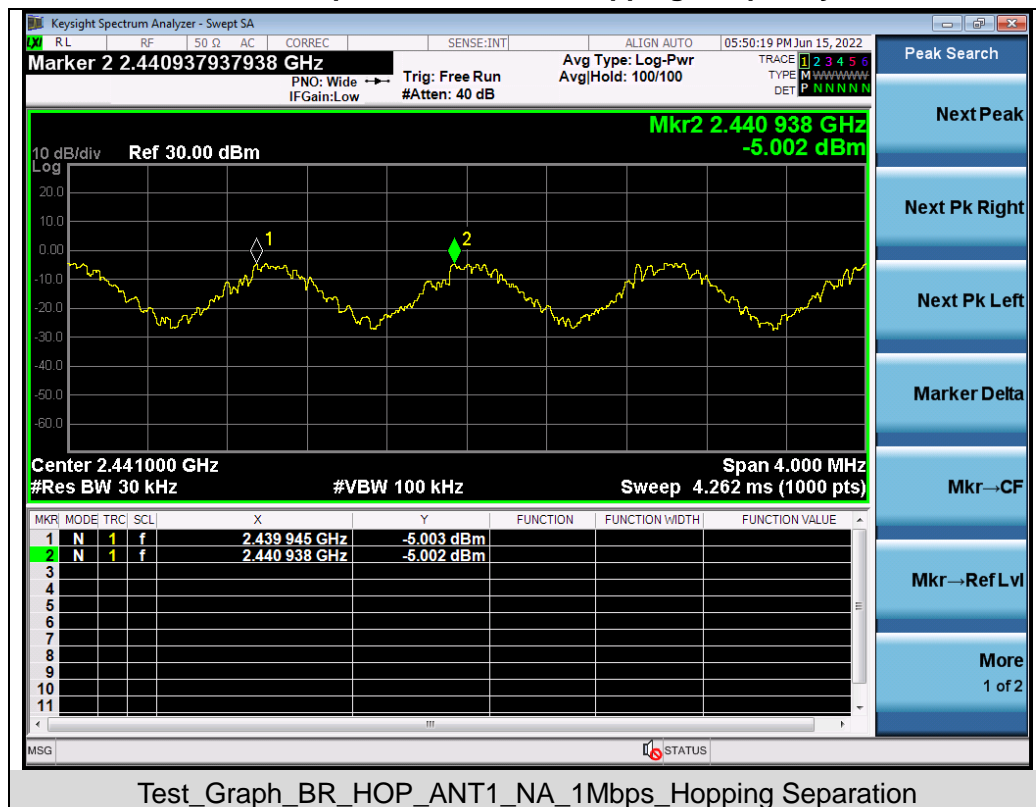 Keysight Spectrum Analyzer - Swept SA
LXI RL RF 50 Ω AC CORREC SENSE:INT ALIGN AUTO 05:50:19 PM Jun 15, 2022
Marker 2 2.440937937938 GHz
PNO: Wide
IFGain:Low
Trig: Free Run
#Atten: 40 dB
Avg Type: Log-Pwr
Avg|Hold: 100/100
TRACE 1 2 3 4 5 6
TYPE M WWWWW
DET P N N N N N
Peak Search
Mkr2 2.440 938 GHz
-5.002 dBm
10 dB/div Ref 30.00 dBm
Log
20.0
10.0
0.00
-10.0
-20.0
-30.0
-40.0
-50.0
-60.0
1
2
Center 2.441000 GHz Span 4.000 MHz
#Res BW 30 kHz #VBW 100 kHz Sweep 4.262 ms (1000 pts)
MKR MODE TRC SCL X Y FUNCTION FUNCTION WIDTH FUNCTION VALUE
1 N 1 f 2.439 945 GHz -5.003 dBm
2 N 1 f 2.440 938 GHz -5.002 dBm
3
4
5
6
7
8
9
10
11
Next Peak
Next Pk Right
Next Pk Left
Marker Delta
Mkr→CF
Mkr→Ref Lvl
More
1 of 2
MSG STATUS
Test_Graph_BR_HOP_ANT1_NA_1Mbps_Hopping Separation